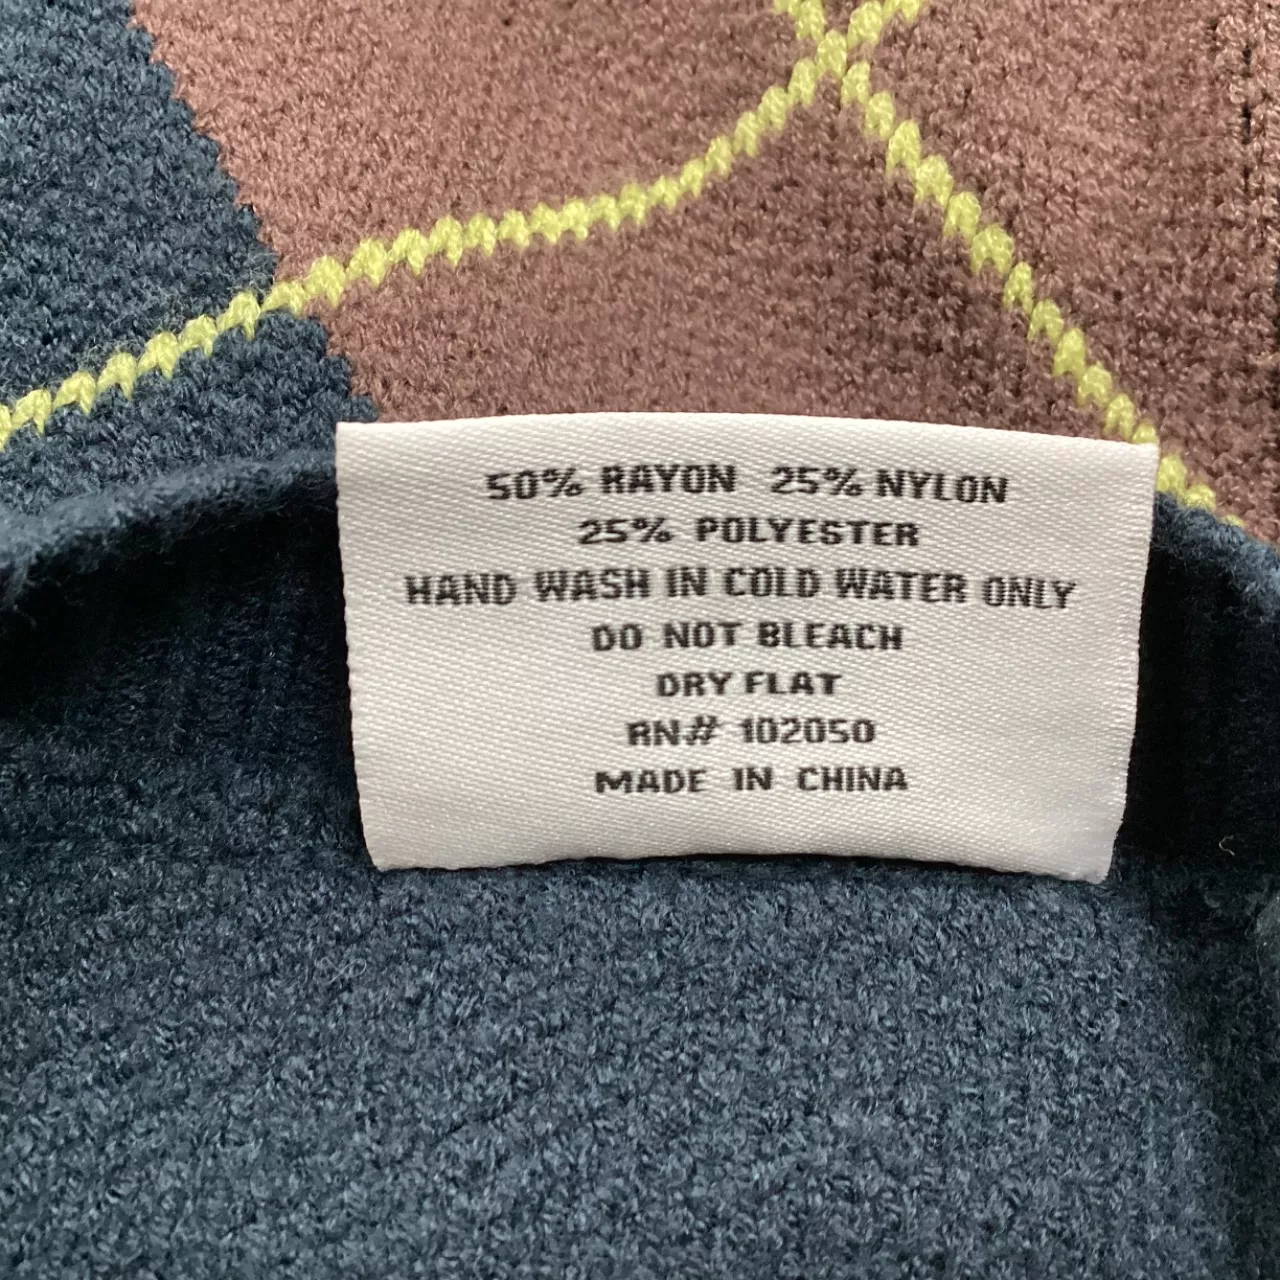 50% RAYON 25% NYLON
25% POLYESTER
HAND WASH IN COLD WATER ONLY
DO NOT BLEACH
DRY FLAT
RN# 102050
MADE IN CHINA